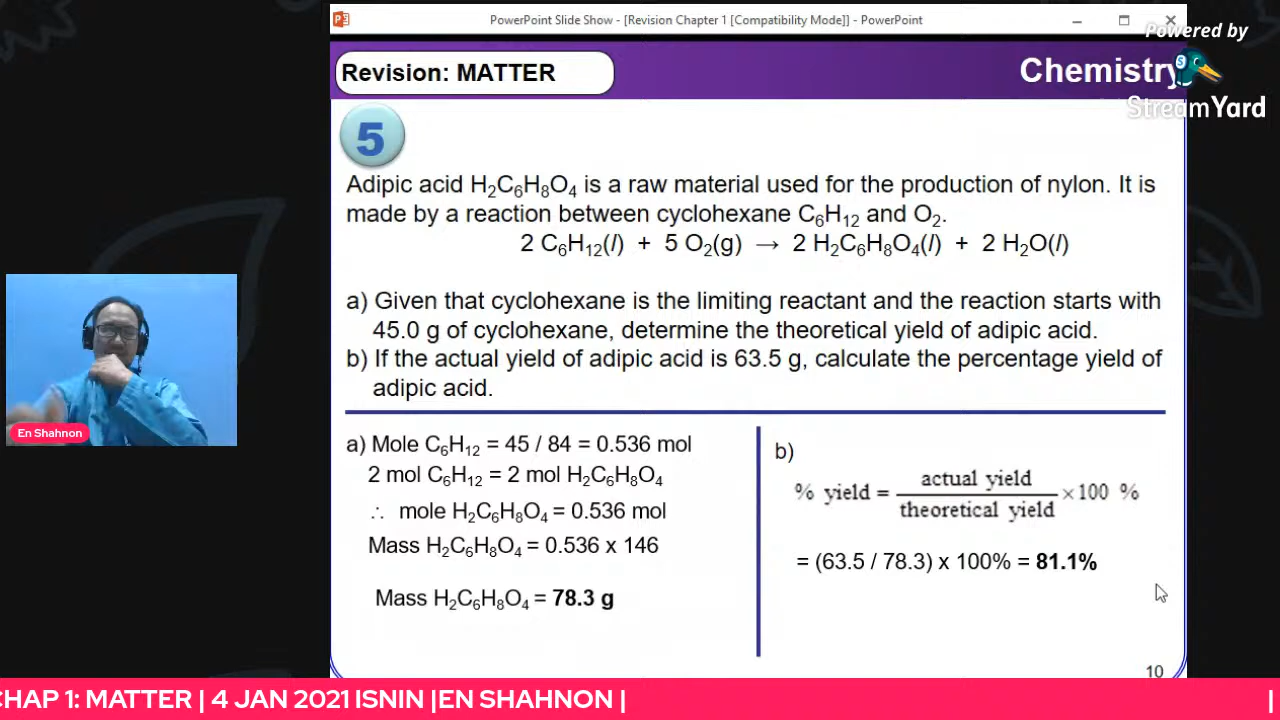 PowerPoint Slide Show - [Revision Chapter 1 [Compatibility Mode]] - PowerPoint
Powered by
StreamYard
Revision: MATTER
Chemistry
5
Adipic acid H₂C₆H₈O₄ is a raw material used for the production of nylon. It is
made by a reaction between cyclohexane C₆H₁₂ and O₂.
2 C₆H₁₂(l) + 5 O₂(g) → 2 H₂C₆H₈O₄(l) + 2 H₂O(l)
a) Given that cyclohexane is the limiting reactant and the reaction starts with
45.0 g of cyclohexane, determine the theoretical yield of adipic acid.
b) If the actual yield of adipic acid is 63.5 g, calculate the percentage yield of
adipic acid.
a) Mole C₆H₁₂ = 45 / 84 = 0.536 mol
2 mol C₆H₁₂ = 2 mol H₂C₆H₈O₄
∴ mole H₂C₆H₈O₄ = 0.536 mol
Mass H₂C₆H₈O₄ = 0.536 x 146
Mass H₂C₆H₈O₄ = 78.3 g
b)
% yield = actual yield / theoretical yield × 100 %
= (63.5 / 78.3) x 100% = 81.1%
10
En Shahnon
CHAP 1: MATTER | 4 JAN 2021 ISNIN |EN SHAHNON | |